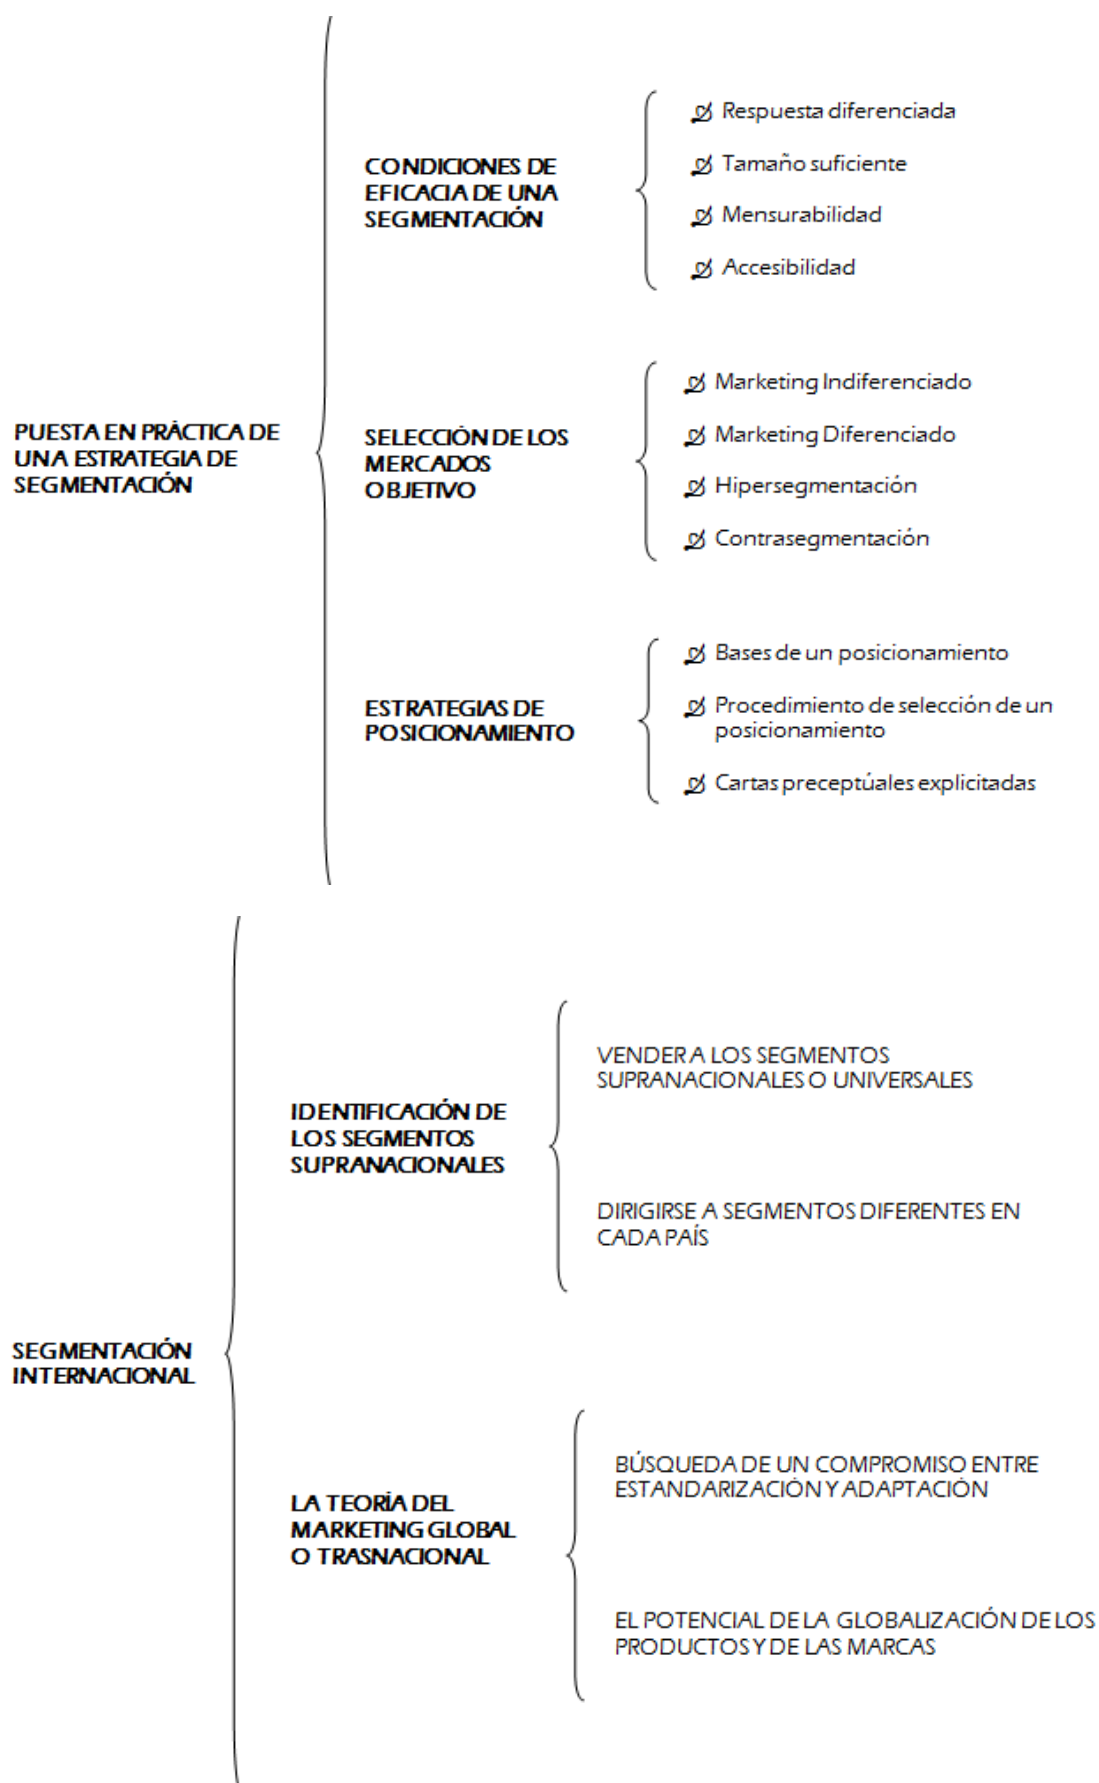 PUESTA EN PRÁCTICA DE
UNA ESTRATEGIA DE
SEGMENTACIÓN
CONDICIONES DE
EFICACIA DE UNA
SEGMENTACIÓN
Respuesta diferenciada
Tamaño suficiente
Mensurabilidad
Accesibilidad
SELECCIÓN DE LOS
MERCADOS
OBJETIVO
Marketing Indiferenciado
Marketing Diferenciado
Hipersegmentación
Contrasegmentación
ESTRATEGIAS DE
POSICIONAMIENTO
Bases de un posicionamiento
Procedimiento de selección de un
posicionamiento
Cartas preceptúales explicitadas
SEGMENTACIÓN
INTERNACIONAL
IDENTIFICACIÓN DE
LOS SEGMENTOS
SUPRANACIONALES
VENDER A LOS SEGMENTOS
SUPRANACIONALES O UNIVERSALES
DIRIGIRSE A SEGMENTOS DIFERENTES EN
CADA PAÍS
LA TEORÍA DEL
MARKETING GLOBAL
O TRASNACIONAL
BÚSQUEDA DE UN COMPROMISO ENTRE
ESTANDARIZACIÓN Y ADAPTACIÓN
EL POTENCIAL DE LA GLOBALIZACIÓN DE LOS
PRODUCTOS Y DE LAS MARCAS